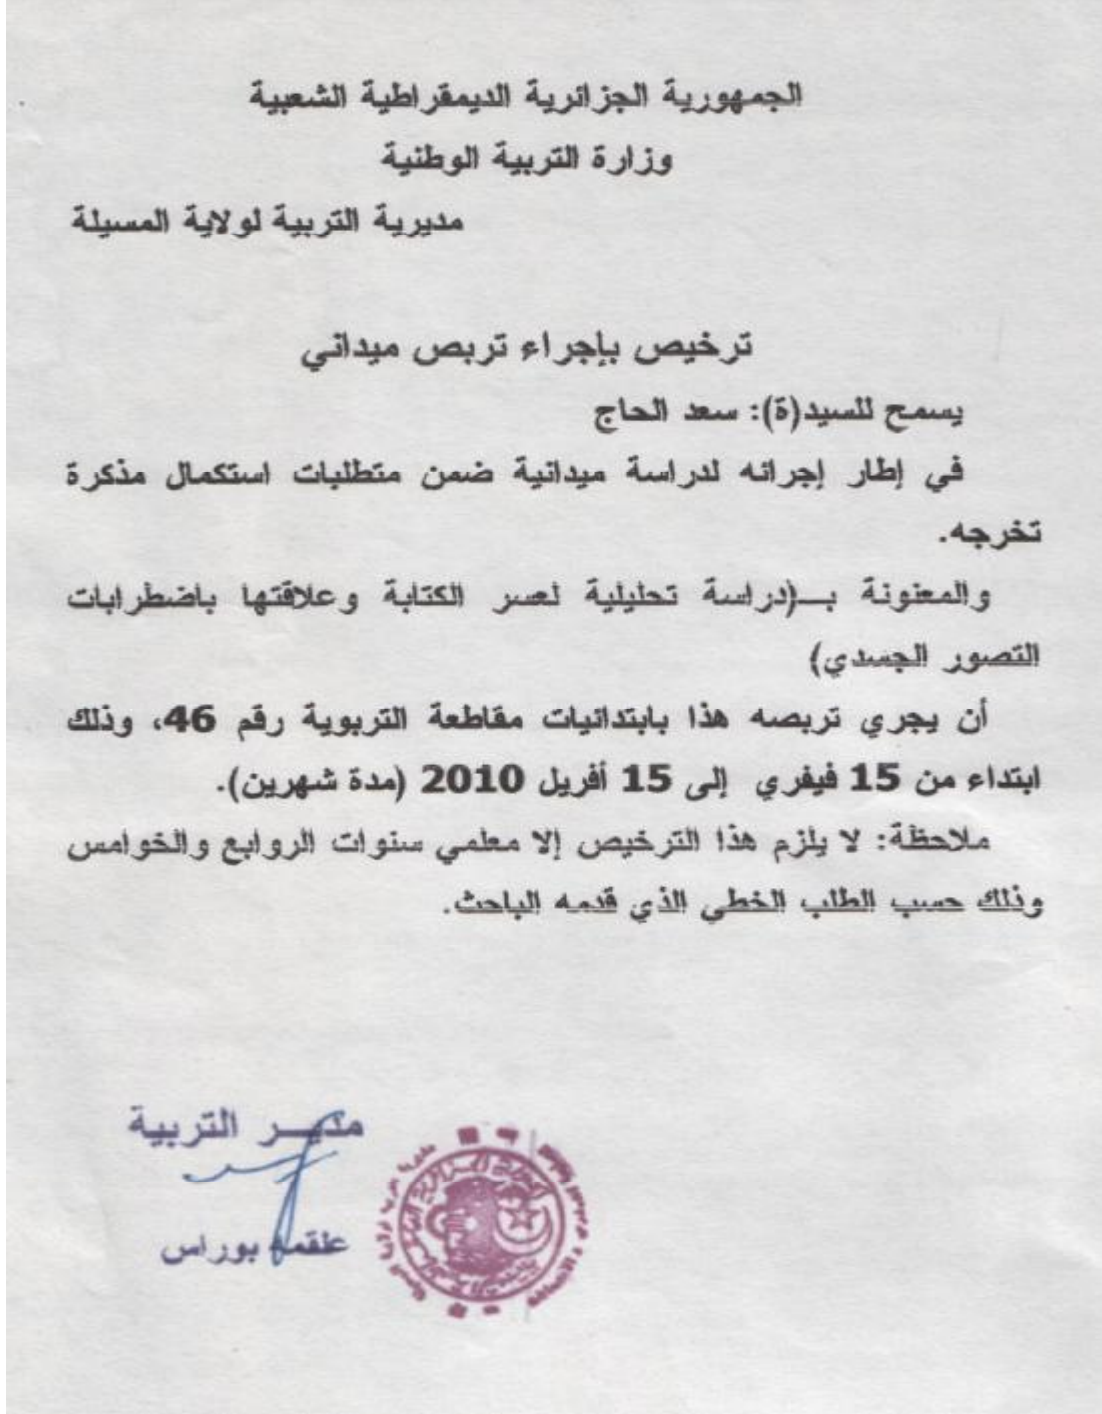 الجمهورية الجزائرية الديمقراطية الشعبية
وزارة التربية الوطنية
مديرية التربية لولاية المسيلة
ترخيص بإجراء تربص ميداني
يسمح للسيد(ة): سعد الحاج
في إطار إجرائه لدراسة ميدانية ضمن متطلبات استكمال مذكرة
تخرجه.
والمعنونة بــ(دراسة تحليلية لعسر الكتابة وعلاقتها باضطرابات
التصور الجسدي)
أن يجري تربصه هذا بابتدائيات مقاطعة التربوية رقم 46، وذلك
ابتداء من 15 فيفري إلى 15 أفريل 2010 (مدة شهرين).
ملاحظة: لا يلزم هذا الترخيص إلا معلمي سنوات الروابع والخوامس
وذلك حسب الطلب الخطي الذي قدمه الباحث.
مديـــر التربية
علقمة بوراس